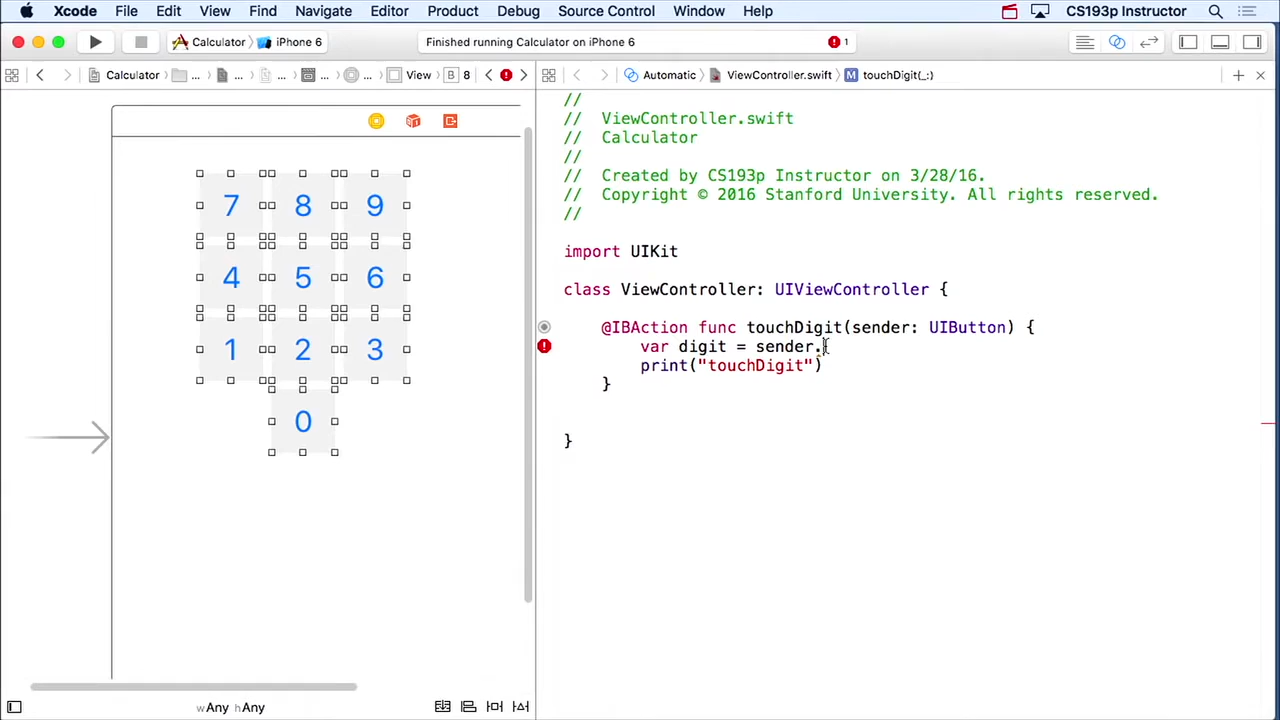 Xcode File Edit View Find Navigate Editor Product Debug Source Control Window Help CS193p Instructor
Calculator iPhone 6 Finished running Calculator on iPhone 6 1
Calculator ... ... ... ... View B 8 Automatic ViewController.swift M touchDigit(_:)
7 8 9
4 5 6
1 2 3
0
//
// ViewController.swift
// Calculator
//
// Created by CS193p Instructor on 3/28/16.
// Copyright © 2016 Stanford University. All rights reserved.
//
import UIKit
class ViewController: UIViewController {
@IBAction func touchDigit(sender: UIButton) {
var digit = sender.
print("touchDigit")
}
}
wAny hAny